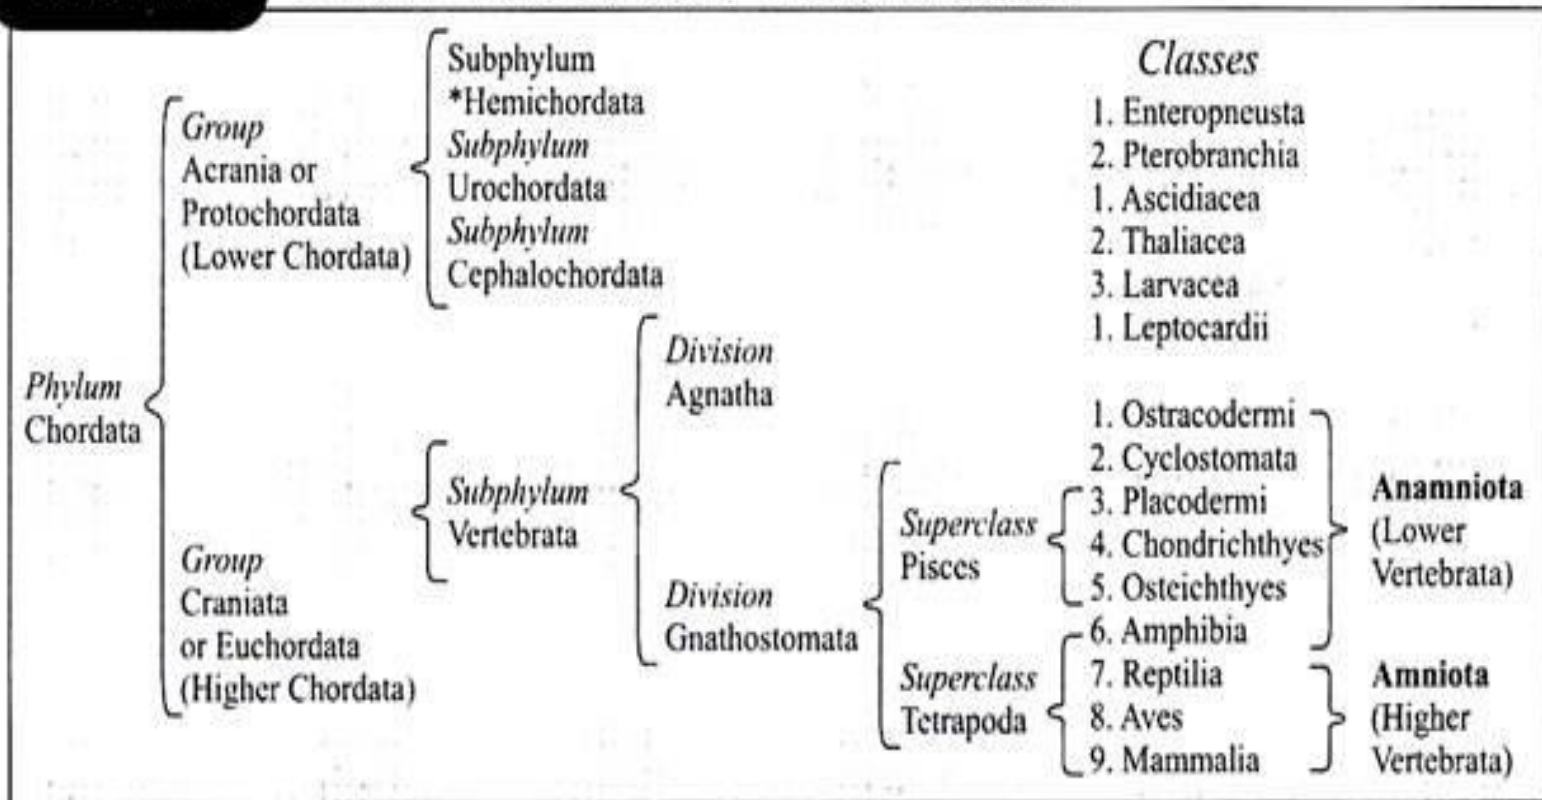 Phylum
Chordata
Group
Acrania or
Protochordata
(Lower Chordata)
Group
Craniata
or Euchordata
(Higher Chordata)
Subphylum
*Hemichordata
Subphylum
Urochordata
Subphylum
Cephalochordata
Subphylum
Vertebrata
Division
Agnatha
Division
Gnathostomata
Superclass
Pisces
Superclass
Tetrapoda
Classes
1. Enteropneusta
2. Pterobranchia
1. Ascidiacea
2. Thaliacea
3. Larvacea
1. Leptocardii
1. Ostracodermi
2. Cyclostomata
3. Placodermi
4. Chondrichthyes
5. Osteichthyes
6. Amphibia
7. Reptilia
8. Aves
9. Mammalia
Anamniota
(Lower
Vertebrata)
Amniota
(Higher
Vertebrata)